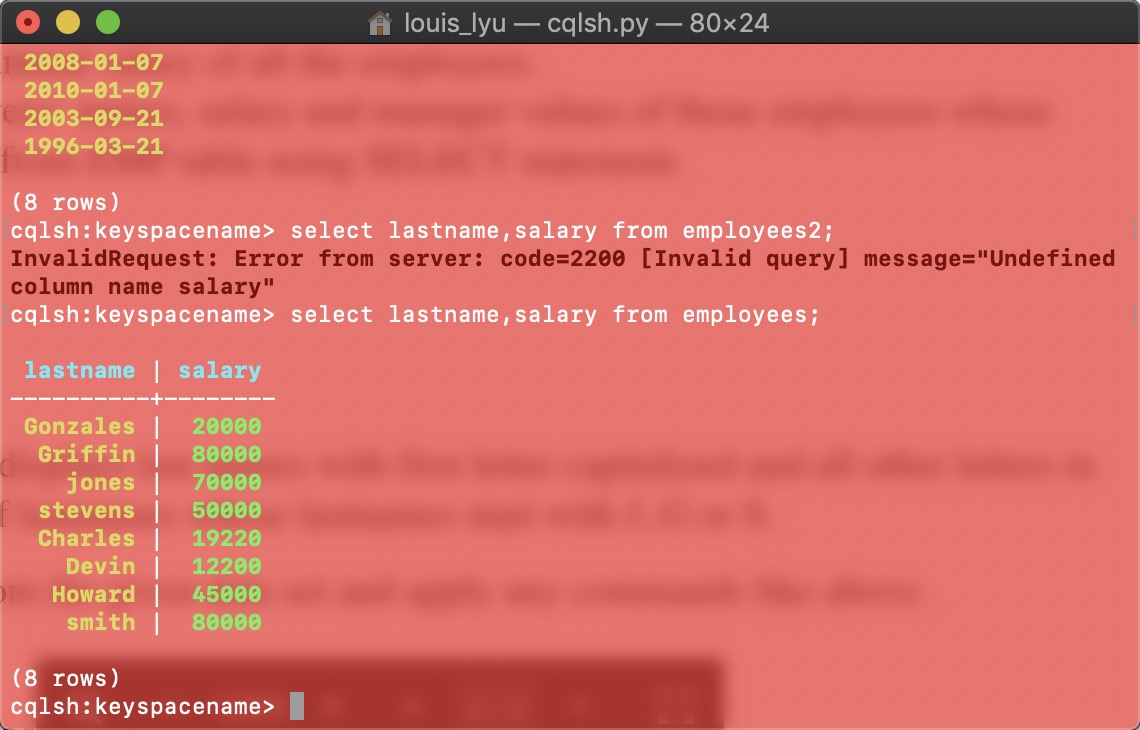 louis_lyu — cqlsh.py — 80×24
2008-01-07
2010-01-07
2003-09-21
1996-03-21
(8 rows)
cqlsh:keyspacename> select lastname,salary from employees2;
InvalidRequest: Error from server: code=2200 [Invalid query] message="Undefined
column name salary"
cqlsh:keyspacename> select lastname,salary from employees;
lastname | salary
----------+--------
Gonzales | 20000
Griffin | 80000
jones | 70000
stevens | 50000
Charles | 19220
Devin | 12200
Howard | 45000
smith | 80000
(8 rows)
cqlsh:keyspacename>